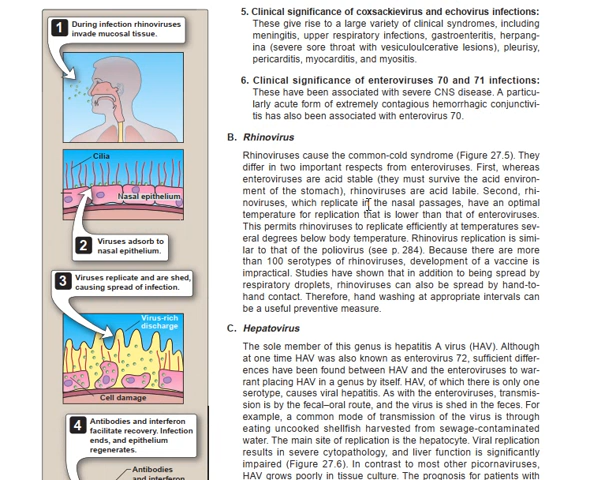 1
During infection rhinoviruses
invade mucosal tissue.
Cilia
Nasal epithelium
2
Viruses adsorb to
nasal epithelium.
3
Viruses replicate and are shed,
causing spread of infection.
Virus-rich
discharge
Cell damage
4
Antibodies and interferon
facilitate recovery. Infection
ends, and epithelium
regenerates.
Antibodies
and interferon
5. Clinical significance of coxsackievirus and echovirus infections:
These give rise to a large variety of clinical syndromes, including
meningitis, upper respiratory infections, gastroenteritis, herpang-
ina (severe sore throat with vesiculoulcerative lesions), pleurisy,
pericarditis, myocarditis, and myositis.
6. Clinical significance of enteroviruses 70 and 71 infections:
These have been associated with severe CNS disease. A particu-
larly acute form of extremely contagious hemorrhagic conjunctivi-
tis has also been associated with enterovirus 70.
B. Rhinovirus
Rhinoviruses cause the common-cold syndrome (Figure 27.5). They
differ in two important respects from enteroviruses. First, whereas
enteroviruses are acid stable (they must survive the acid environ-
ment of the stomach), rhinoviruses are acid labile. Second, rhi-
noviruses, which replicate in the nasal passages, have an optimal
temperature for replication that is lower than that of enteroviruses.
This permits rhinoviruses to replicate efficiently at temperatures sev-
eral degrees below body temperature. Rhinovirus replication is simi-
lar to that of the poliovirus (see p. 284). Because there are more
than 100 serotypes of rhinoviruses, development of a vaccine is
impractical. Studies have shown that in addition to being spread by
respiratory droplets, rhinoviruses can also be spread by hand-to-
hand contact. Therefore, hand washing at appropriate intervals can
be a useful preventive measure.
C. Hepatovirus
The sole member of this genus is hepatitis A virus (HAV). Although
at one time HAV was also known as enterovirus 72, sufficient differ-
ences have been found between HAV and the enteroviruses to war-
rant placing HAV in a genus by itself. HAV, of which there is only one
serotype, causes viral hepatitis. As with the enteroviruses, transmis-
sion is by the fecal–oral route, and the virus is shed in the feces. For
example, a common mode of transmission of the virus is through
eating uncooked shellfish harvested from sewage-contaminated
water. The main site of replication is the hepatocyte. Viral replication
results in severe cytopathology, and liver function is significantly
impaired (Figure 27.6). In contrast to most other picornaviruses,
HAV grows poorly in tissue culture. The prognosis for patients with